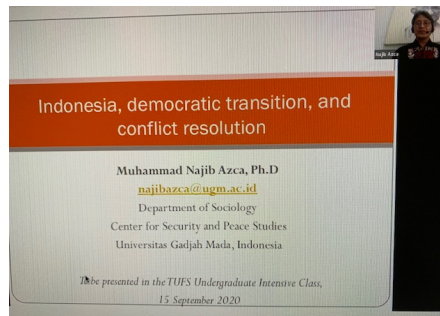 Indonesia, democratic transition, and
conflict resolution
Muhammad Najib Azca, Ph.D
najibazca@ugm.ac.id
Department of Sociology
Center for Security and Peace Studies
Universitas Gadjah Mada, Indonesia
To be presented in the TUFS Undergraduate Intensive Class,
15 September 2020
Najib Azca